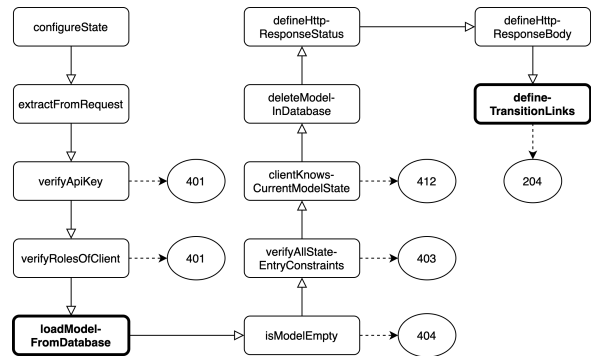 configureState
extractFromRequest
verifyApiKey
401
verifyRolesOfClient
401
loadModel-
FromDatabase
isModelEmpty
404
verifyAllState-
EntryConstraints
403
clientKnows-
CurrentModelState
412
deleteModel-
InDatabase
defineHttp-
ResponseStatus
defineHttp-
ResponseBody
define-
TransitionLinks
204